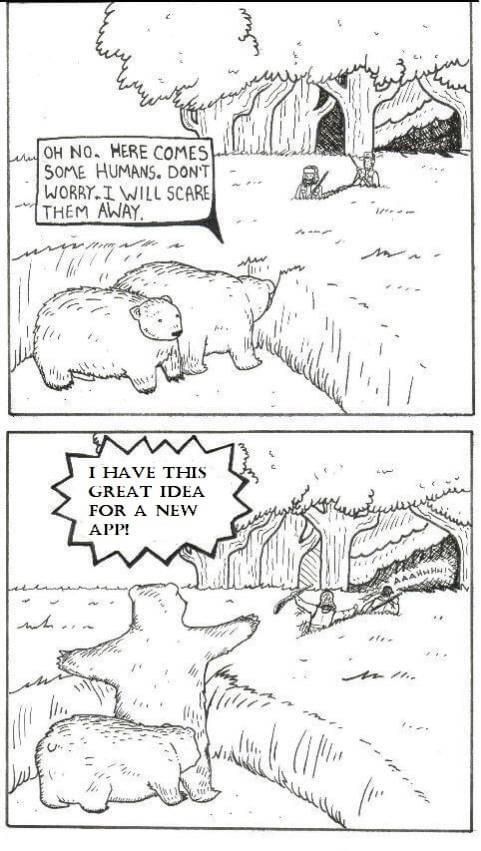 OH NO. HERE COMES
SOME HUMANS. DON'T
WORRY. I WILL SCARE
THEM AWAY.
I HAVE THIS
GREAT IDEA
FOR A NEW
APP!
AAAHHHH!